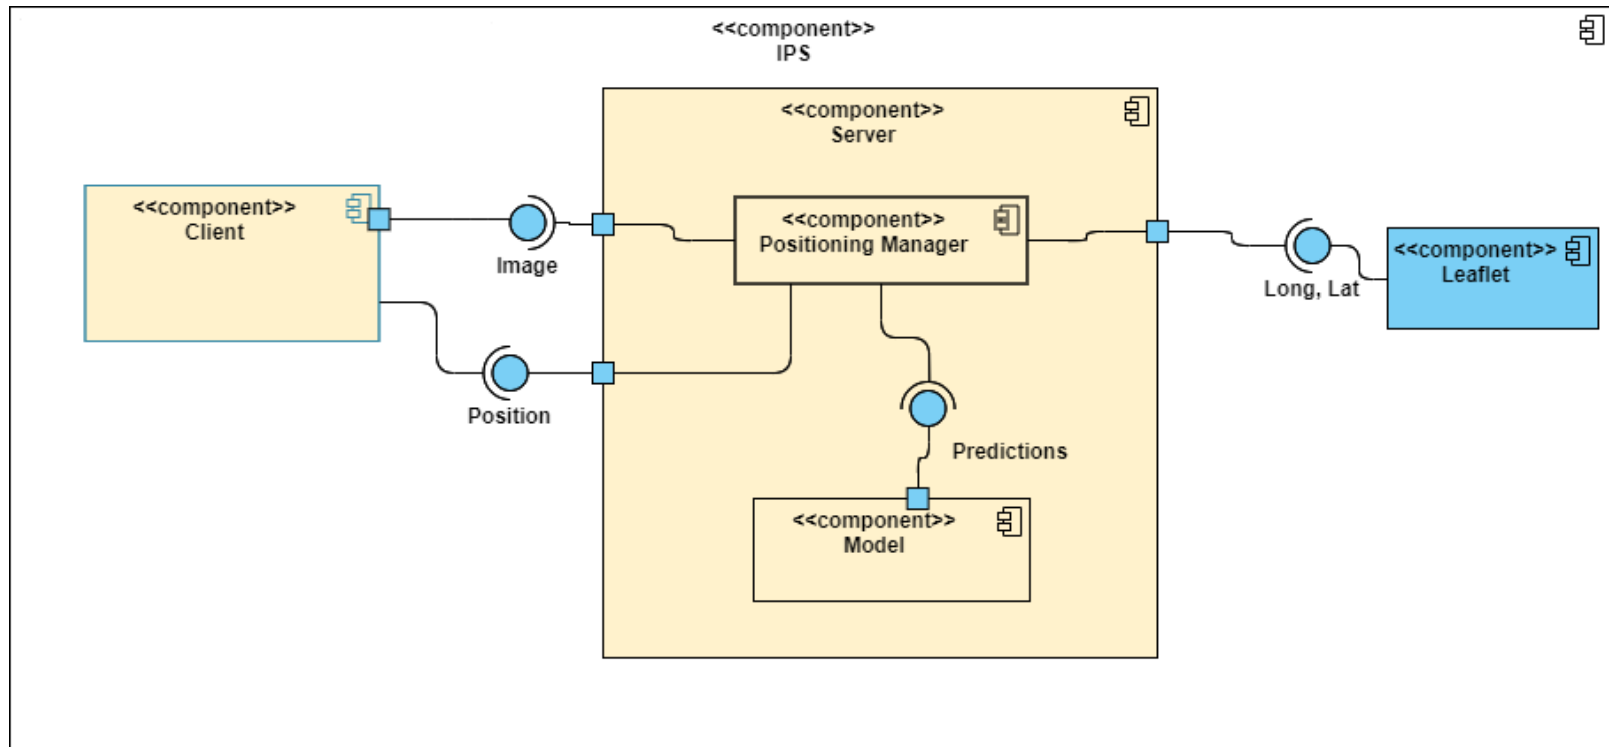 <<component>>
IPS
<<component>>
Server
<<component>>
Client
<<component>>
Positioning Manager
Image
<<component>>
Leaflet
Long, Lat
Position
Predictions
<<component>>
Model